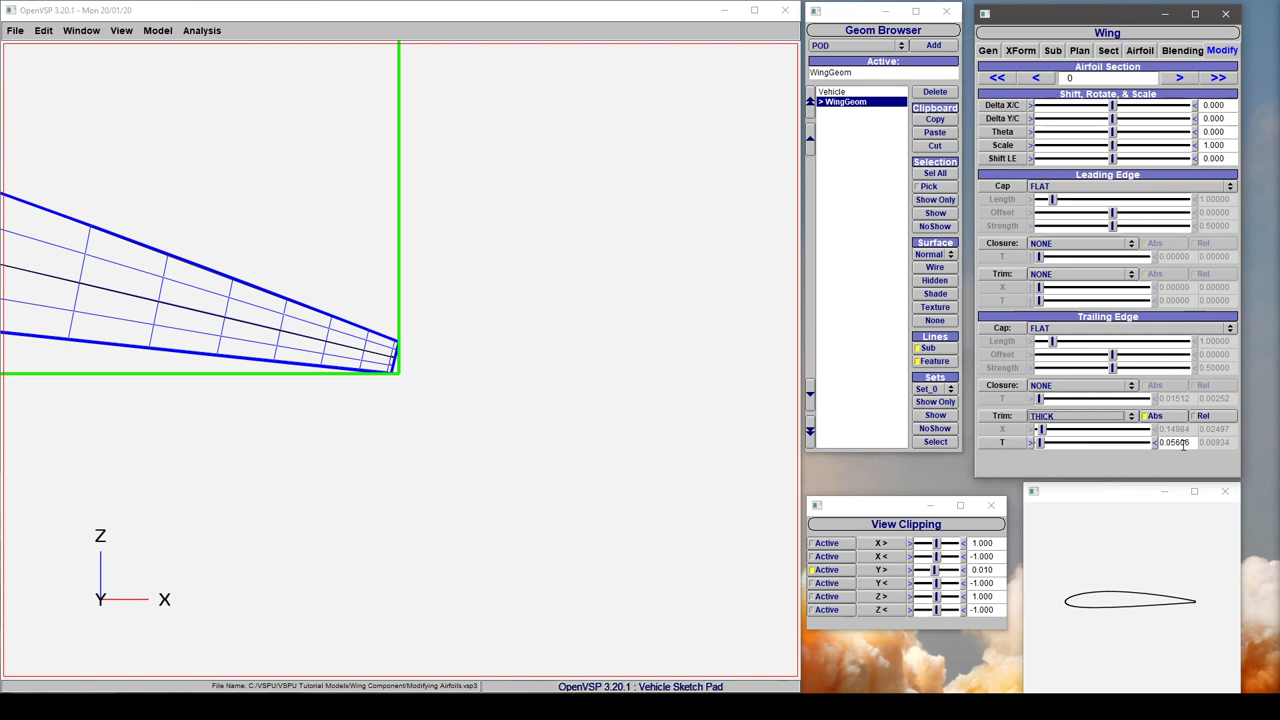 OpenVSP 3.20.1 - Mon 20/01/20
File Edit Window View Model Analysis
Z
Y X
File Name: C:/VSPU/VSPU Tutorial Models/Wing Component/Modifying Airfoils.vsp3
OpenVSP 3.20.1 : Vehicle Sketch Pad
Geom Browser
POD Add
Active:
WingGeom
Vehicle
> WingGeom
Delete
Clipboard
Copy
Paste
Cut
Selection
Sel All
Pick
Show Only
Show
NoShow
Surface
Normal
Wire
Hidden
Shade
Texture
None
Lines
Sub
Feature
Sets
Set_0
Show Only
Show
NoShow
Select
View Clipping
Active X > > < 1.000
Active X < > < -1.000
Active Y > > < 0.010
Active Y < > < -1.000
Active Z > > < 1.000
Active Z < > < -1.000
Wing
Gen XForm Sub Plan Sect Airfoil Blending Modify
Airfoil Section
<< < 0 > >>
Shift, Rotate, & Scale
Delta X/C > < 0.000
Delta Y/C > < 0.000
Theta > < 0.000
Scale > < 1.000
Shift LE > < 0.000
Leading Edge
Cap FLAT
Length > < 1.00000
Offset > < 0.00000
Strength > < 0.50000
Closure: NONE Abs Rel
T | < 0.00000 0.00000
Trim: NONE Abs Rel
X > < 0.00000 0.00000
T > < 0.00000 0.00000
Trailing Edge
Cap: FLAT
Length > < 1.00000
Offset > < 0.00000
Strength > < 0.50000
Closure: NONE Abs Rel
T > < 0.01512 0.00252
Trim: THICK Abs Rel
X > < 0.14984 0.02497
T > < 0.00934